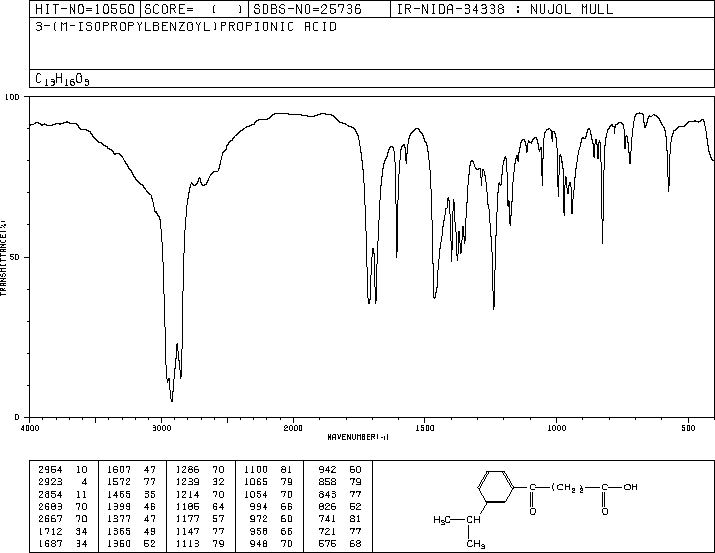 HIT-NO=10550 SCORE= ( ) SDBS-NO=25736 IR-NIDA-34338 : NUJOL MULL
3-(M-ISOPROPYLBENZOYL)PROPIONIC ACID
C13H16O3
100
50
0
TRANSMITTANCE(%)
4000 3000 2000 1500 1000 500
WAVENUMBER(-1)
2954 10 1607 47 1286 70 1100 81 942 60
2923 4 1572 77 1239 32 1065 79 858 79
2854 11 1465 35 1214 70 1054 70 843 77
2683 70 1399 46 1185 64 994 66 826 52
2667 70 1377 47 1177 57 972 60 741 81
1712 34 1365 49 1147 77 958 66 721 77
1687 34 1350 52 1113 79 948 70 575 68
C (CH2)2 C OH
O O
H3C CH
CH3